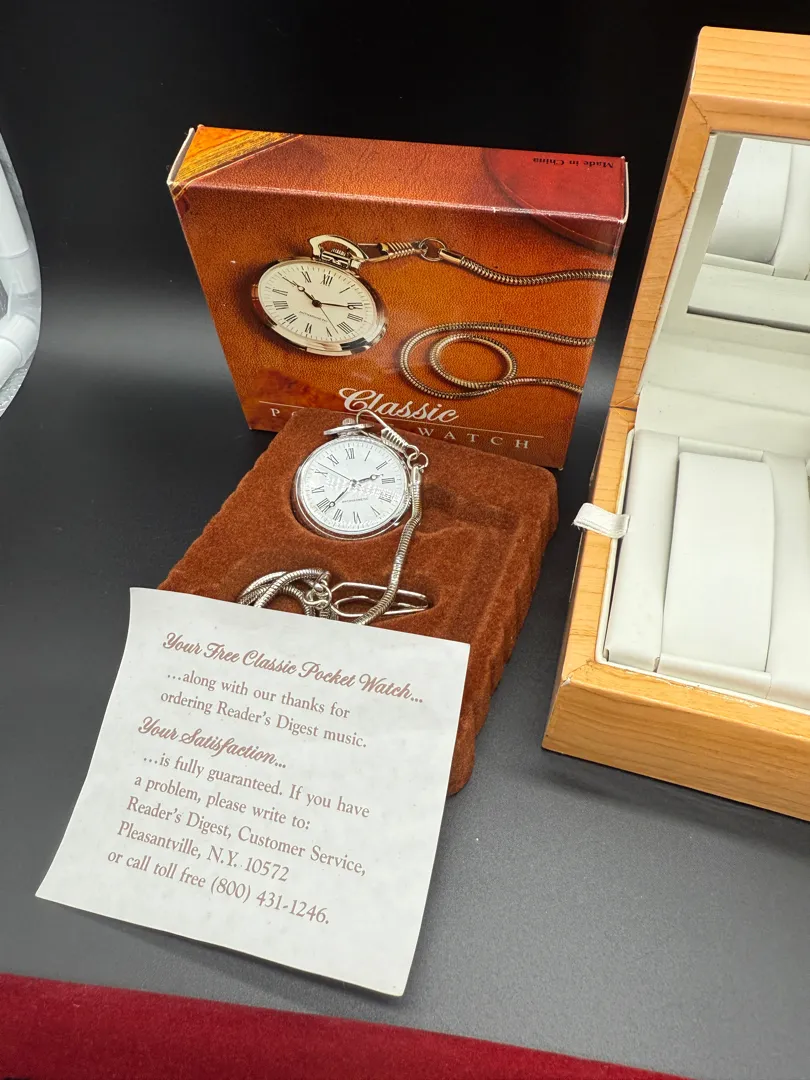 Made in China
Classic
WATCH
Your Free Classic Pocket Watch...
...along with our thanks for
ordering Reader's Digest music.
Your Satisfaction...
...is fully guaranteed. If you have
a problem, please write to:
Reader's Digest, Customer Service,
Pleasantville, N.Y. 10572
or call toll free (800) 431-1246.